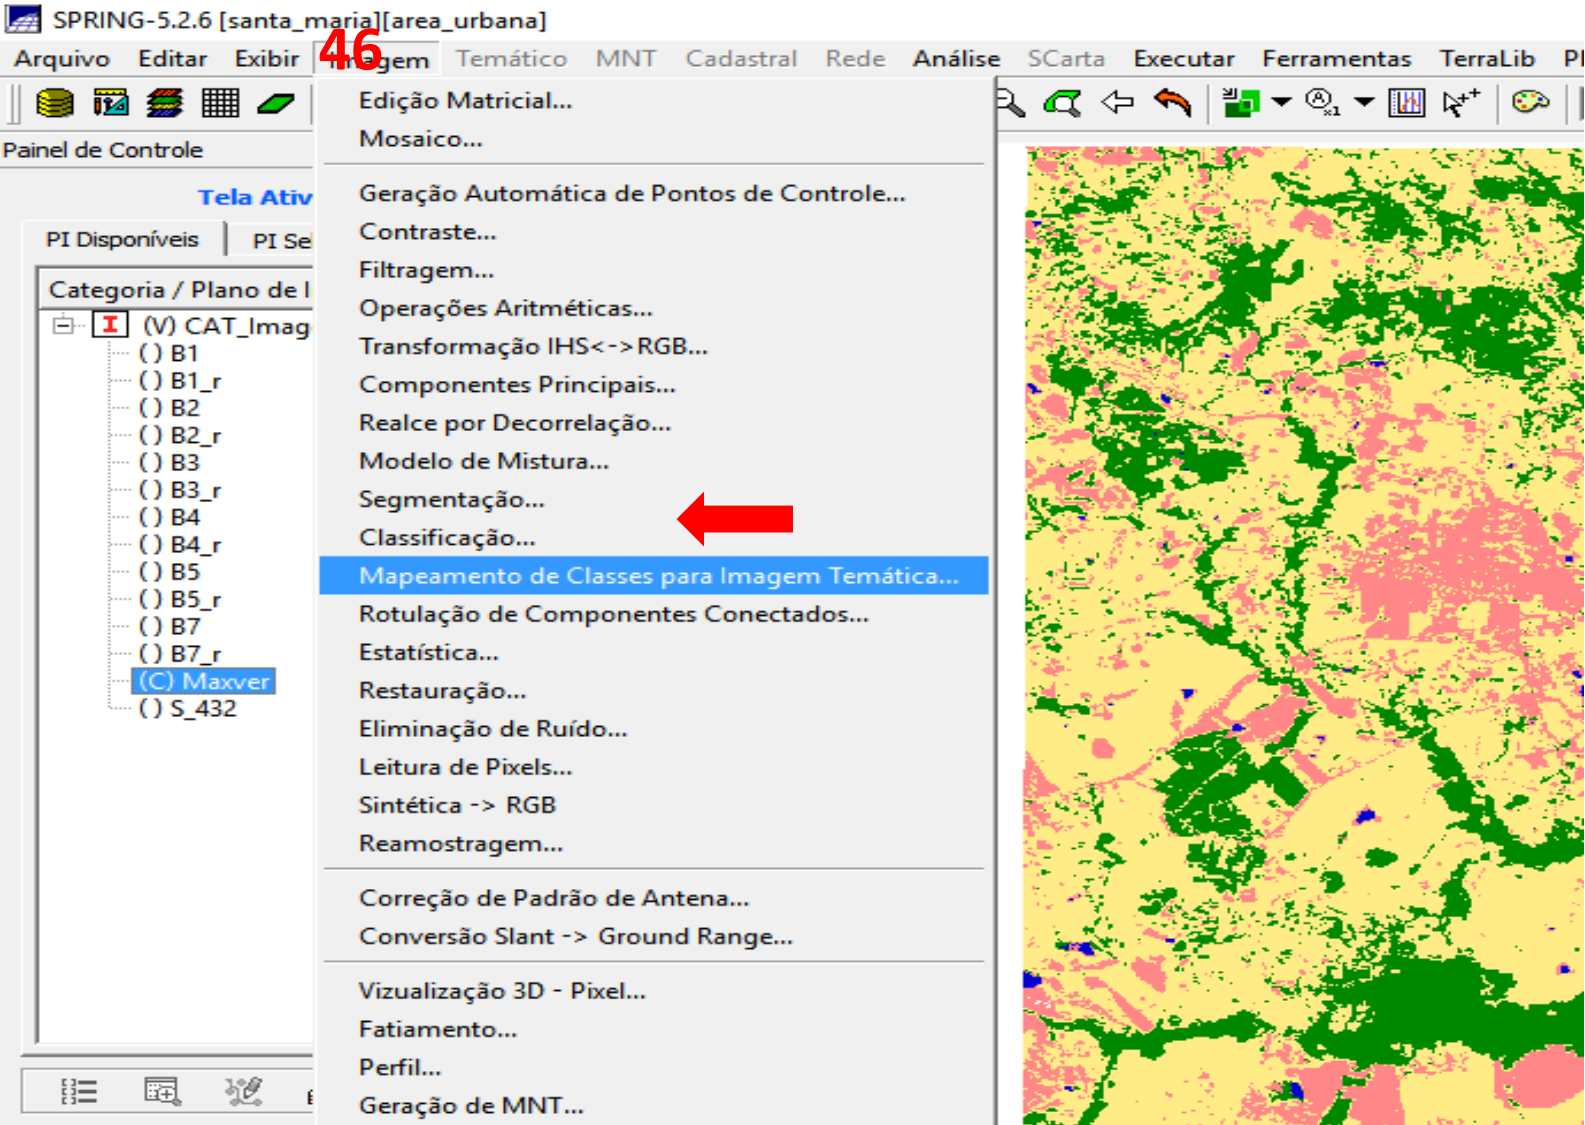 SPRING-5.2.6 [santa_maria][area_urbana]
Arquivo Editar Exibir Imagem Temático MNT Cadastral Rede Análise SCarta Executar Ferramentas TerraLib
46
Painel de Controle
Tela Ativ
PI Disponíveis PI Sel
Categoria / Plano de I
I (V) CAT_Imag
( ) B1
( ) B1_r
( ) B2
( ) B2_r
( ) B3
( ) B3_r
( ) B4
( ) B4_r
( ) B5
( ) B5_r
( ) B7
( ) B7_r
(C) Maxver
( ) S_432
Edição Matricial...
Mosaico...
Geração Automática de Pontos de Controle...
Contraste...
Filtragem...
Operações Aritméticas...
Transformação IHS<->RGB...
Componentes Principais...
Realce por Decorrelação...
Modelo de Mistura...
Segmentação...
Classificação...
Mapeamento de Classes para Imagem Temática...
Rotulação de Componentes Conectados...
Estatística...
Restauração...
Eliminação de Ruído...
Leitura de Pixels...
Sintética -> RGB
Reamostragem...
Correção de Padrão de Antena...
Conversão Slant -> Ground Range...
Vizualização 3D - Pixel...
Fatiamento...
Perfil...
Geração de MNT...